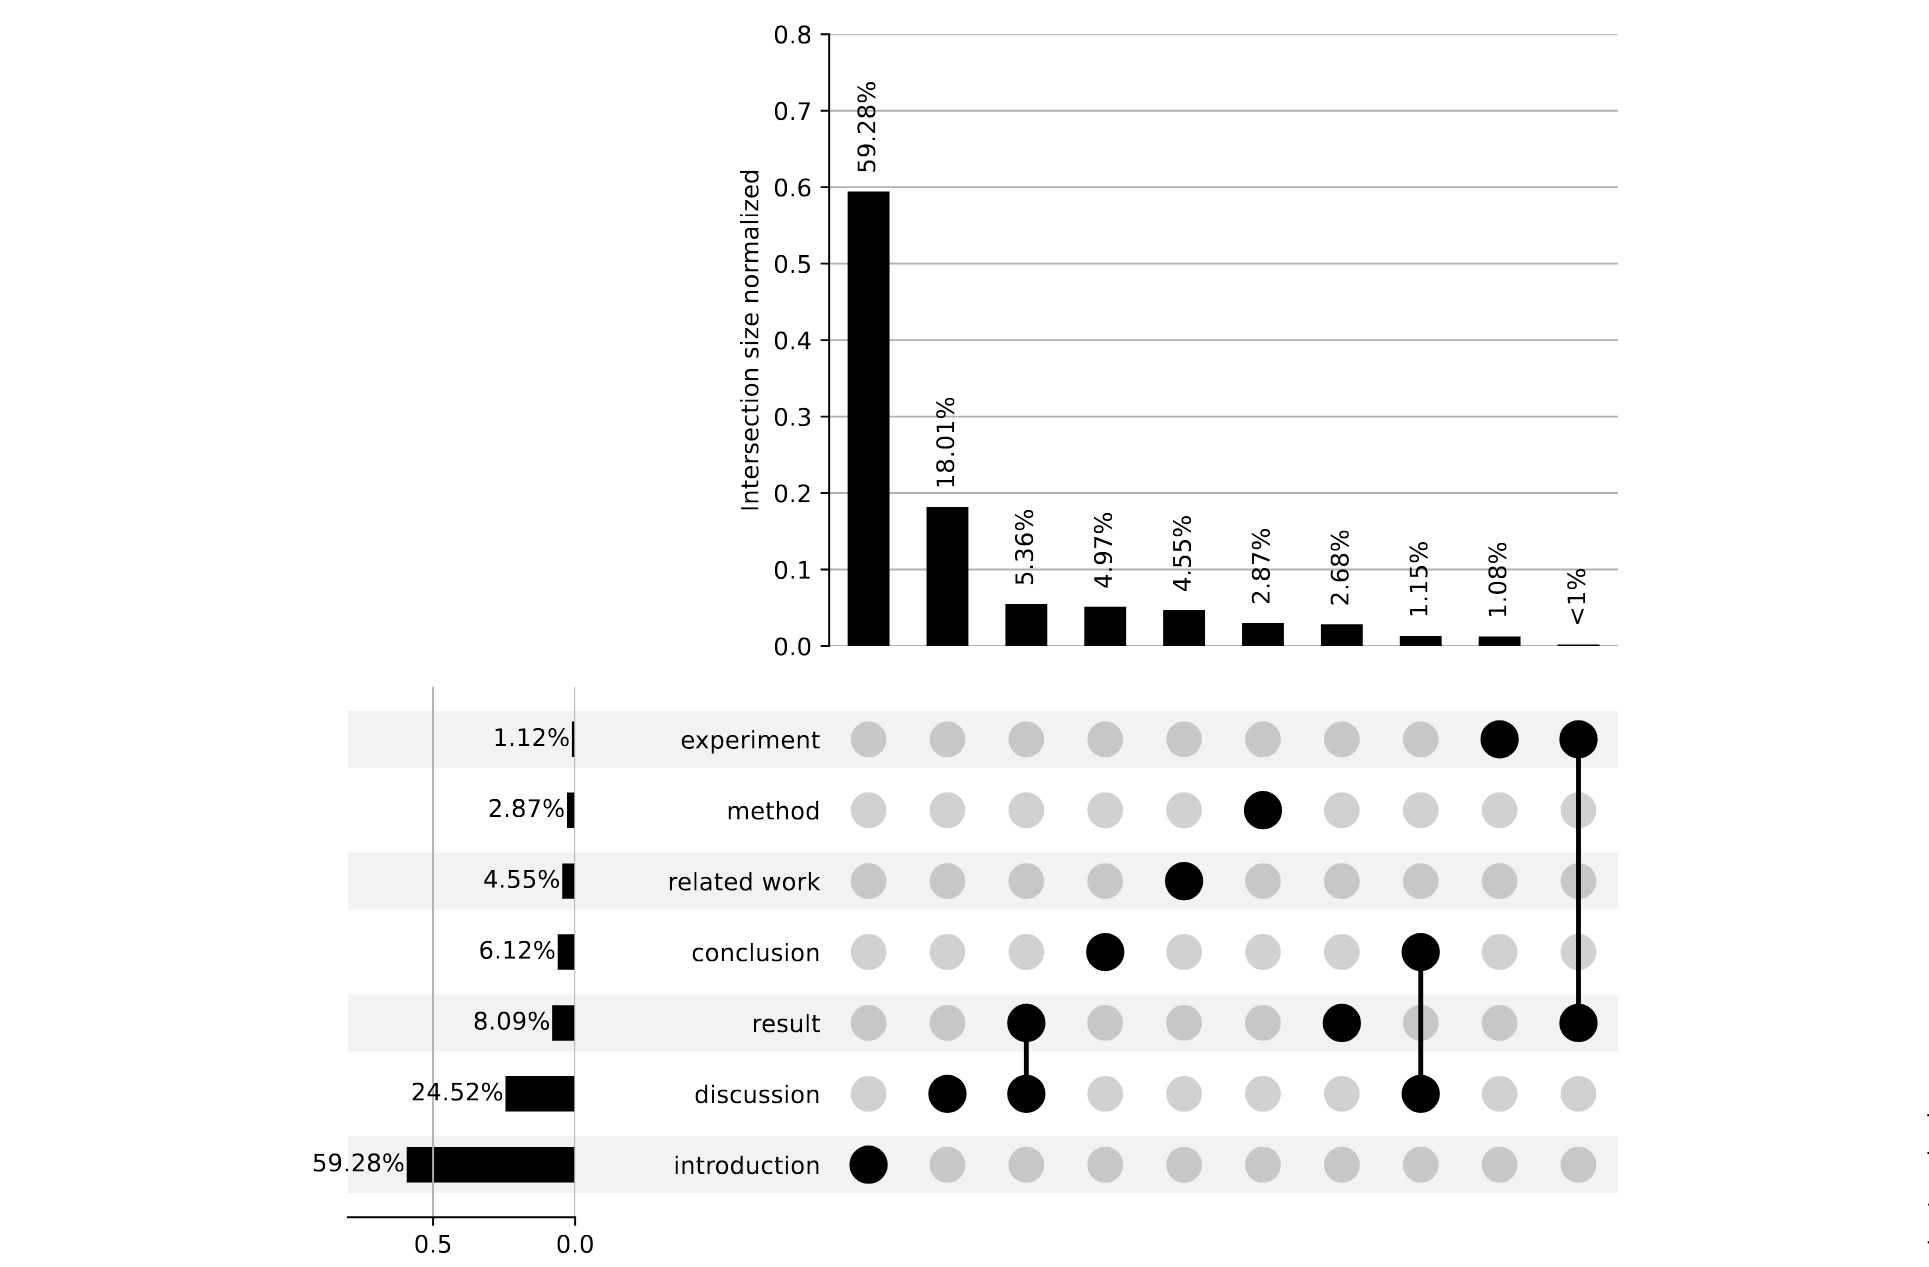 0.8
0.7
0.6
0.5
0.4
0.3
0.2
0.1
0.0
Intersection size normalized
59.28%
18.01%
5.36%
4.97%
4.55%
2.87%
2.68%
1.15%
1.08%
<1%
1.12% experiment
2.87% method
4.55% related work
6.12% conclusion
8.09% result
24.52% discussion
59.28% introduction
0.5 0.0